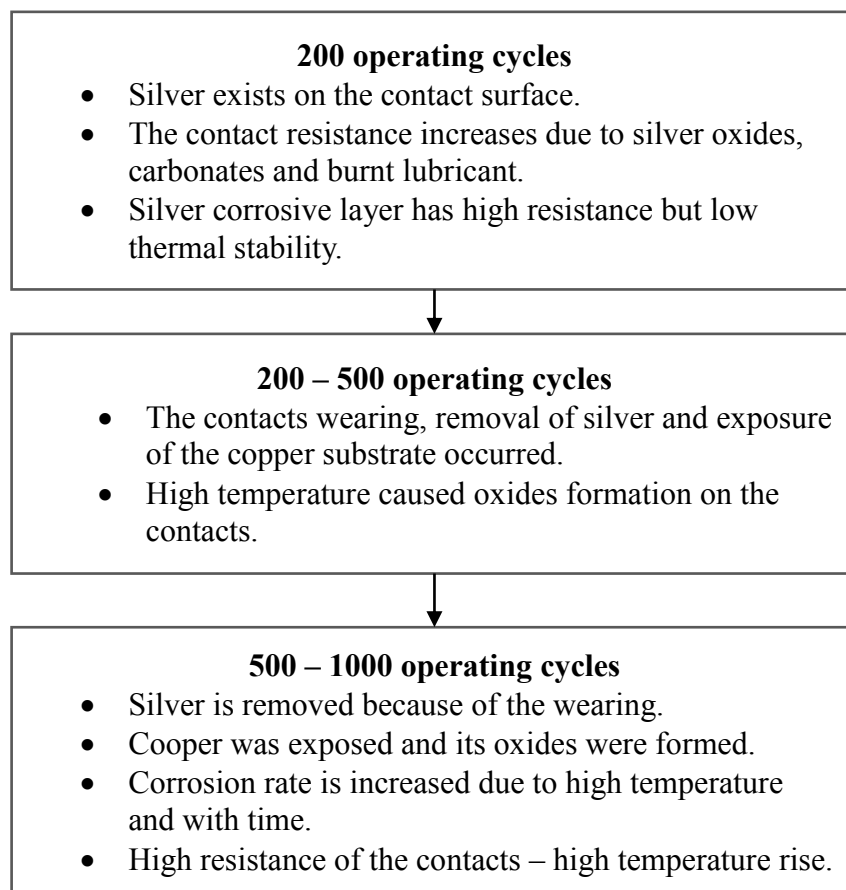 200 operating cycles
• Silver exists on the contact surface.
• The contact resistance increases due to silver oxides,
carbonates and burnt lubricant.
• Silver corrosive layer has high resistance but low
thermal stability.
200 – 500 operating cycles
• The contacts wearing, removal of silver and exposure
of the copper substrate occurred.
• High temperature caused oxides formation on the
contacts.
500 – 1000 operating cycles
• Silver is removed because of the wearing.
• Cooper was exposed and its oxides were formed.
• Corrosion rate is increased due to high temperature
and with time.
• High resistance of the contacts – high temperature rise.